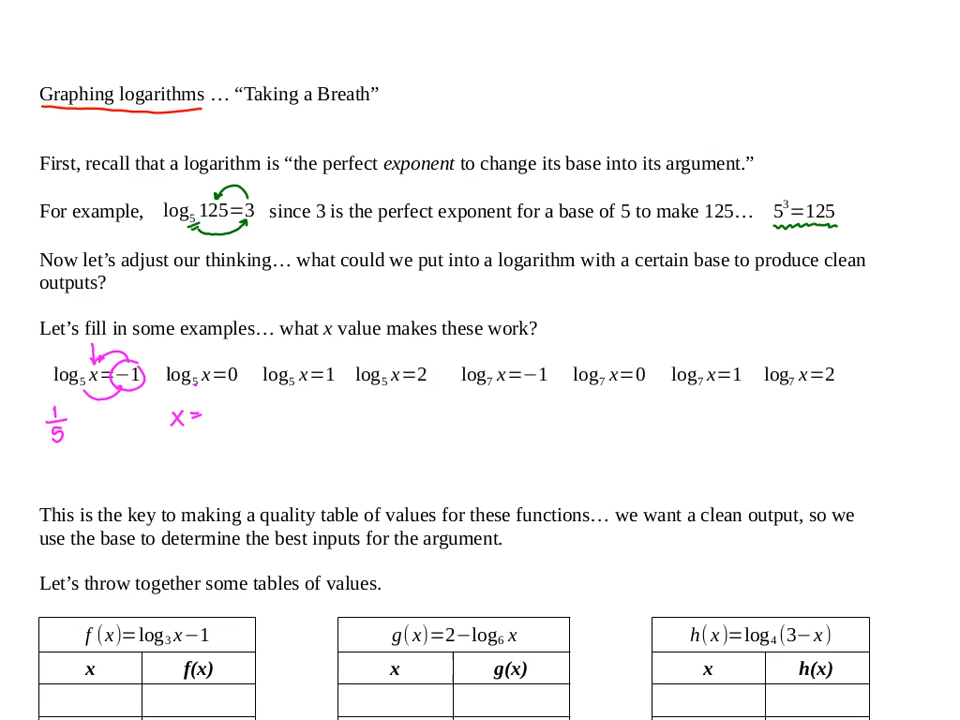 Graphing logarithms … “Taking a Breath”
First, recall that a logarithm is “the perfect exponent to change its base into its argument.”
For example, log₅ 125=3 since 3 is the perfect exponent for a base of 5 to make 125… 5³=125
Now let’s adjust our thinking… what could we put into a logarithm with a certain base to produce clean
outputs?
Let’s fill in some examples… what x value makes these work?
log₅ x=−1 log₅ x=0 log₅ x=1 log₅ x=2 log₇ x=−1 log₇ x=0 log₇ x=1 log₇ x=2
1/5 x =
This is the key to making a quality table of values for these functions… we want a clean output, so we
use the base to determine the best inputs for the argument.
Let’s throw together some tables of values.
f(x)=log₃x−1 g(x)=2−log₆ x h(x)=log₄(3−x)
x f(x) x g(x) x h(x)